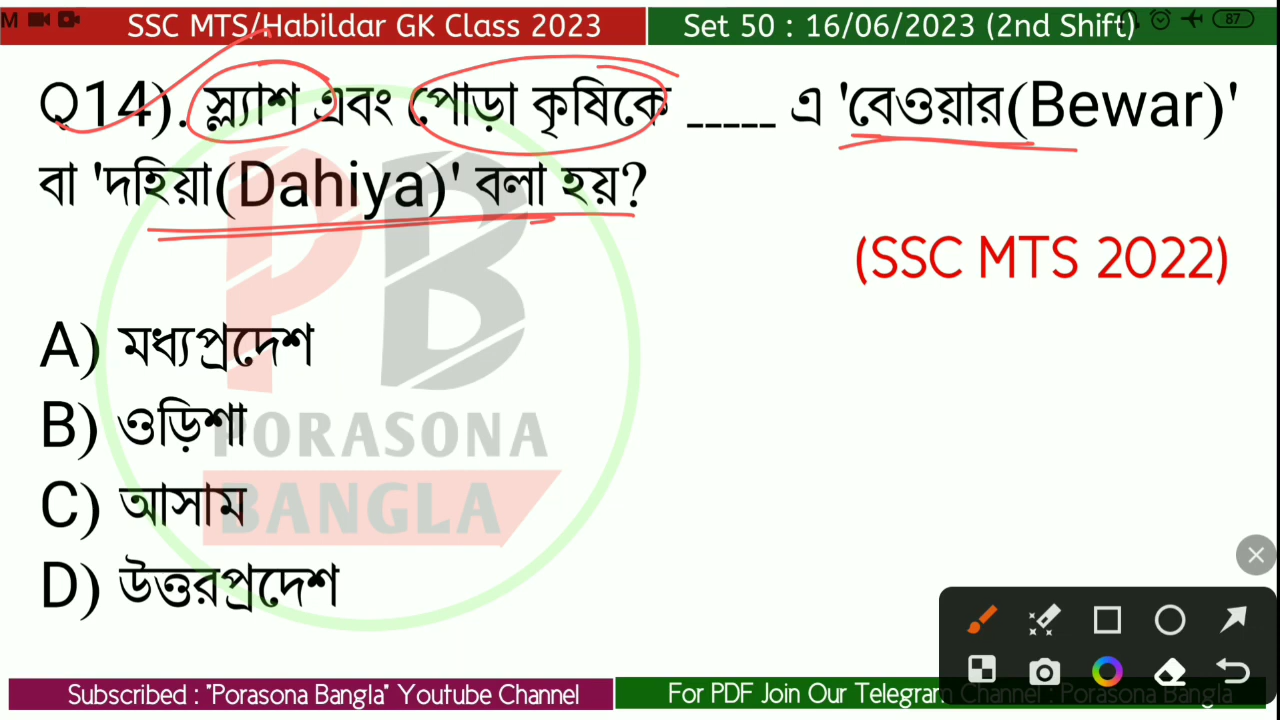 M
87
SSC MTS/Habildar GK Class 2023
Set 50 : 16/06/2023 (2nd Shift)
Q14). স্ল্যাশ এবং পোড়া কৃষিকে _____ এ 'বেওয়ার(Bewar)'
বা 'দহিয়া(Dahiya)' বলা হয়?
(SSC MTS 2022)
A) মধ্যপ্রদেশ
B) ওড়িশা
C) আসাম
D) উত্তরপ্রদেশ
PB
PORASONA
BANGLA
Subscribed : "Porasona Bangla" Youtube Channel
For PDF Join Our Telegram Channel : Porasona Bangla